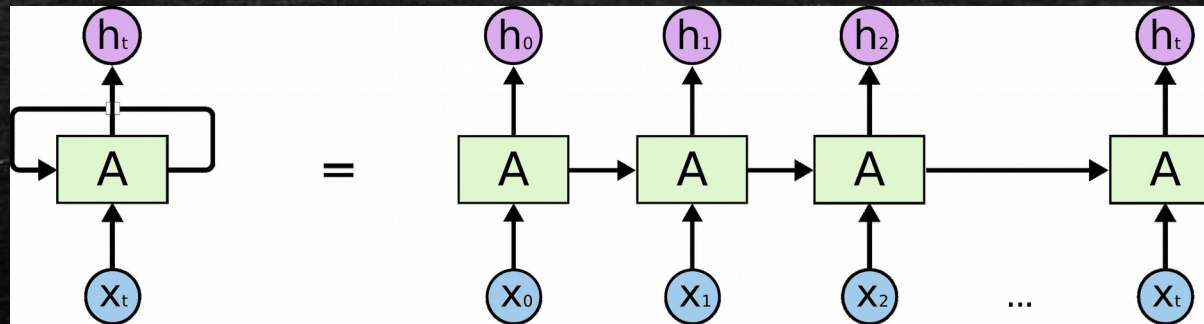 hₜ h₀ h₁ h₂ hₜ
A = A A A A
xₜ x₀ x₁ x₂ ... xₜ